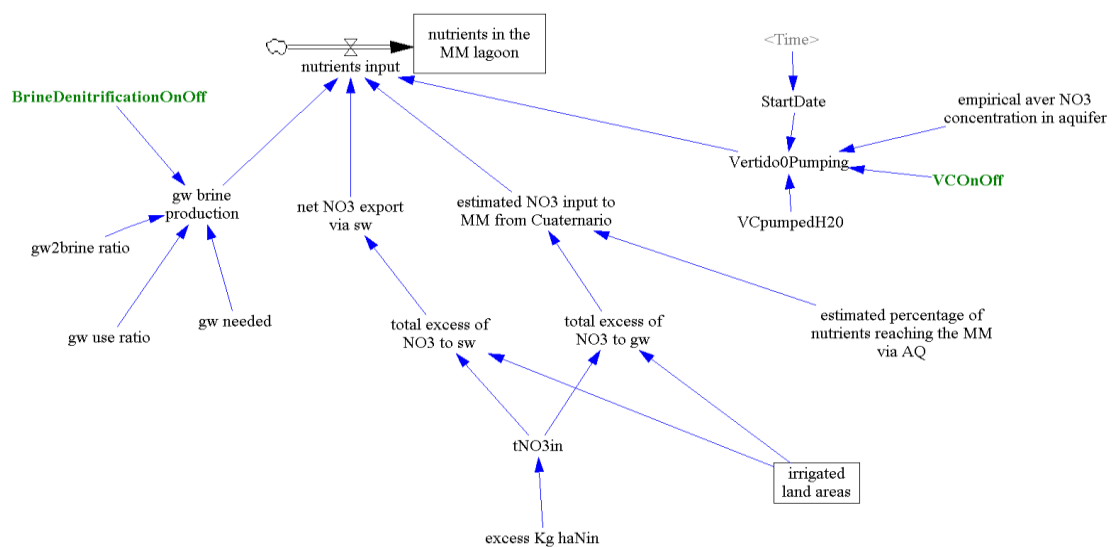 nutrients in the
MM lagoon
<Time>
nutrients input
BrineDenitrificationOnOff
StartDate
empirical aver NO3
concentration in aquifer
Vertido0Pumping
VCOnOff
gw brine
production
net NO3 export
via sw
estimated NO3 input to
MM from Cuaternario
VCpumpedH20
gw2brine ratio
gw use ratio
gw needed
total excess of
NO3 to sw
total excess of
NO3 to gw
estimated percentage of
nutrients reaching the MM
via AQ
tNO3in
irrigated
land areas
excess Kg haNin